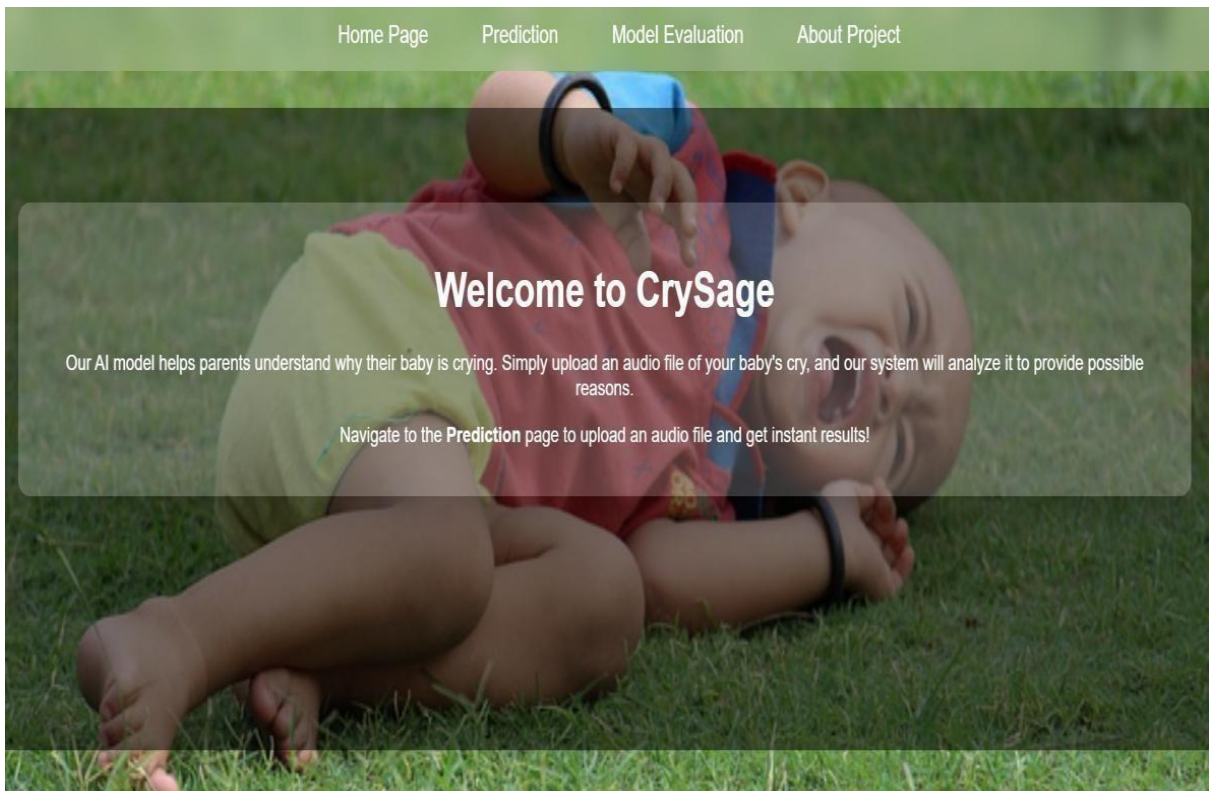 Home Page Prediction Model Evaluation About Project
Welcome to CrySage
Our AI model helps parents understand why their baby is crying. Simply upload an audio file of your baby's cry, and our system will analyze it to provide possible
reasons.
Navigate to the Prediction page to upload an audio file and get instant results!